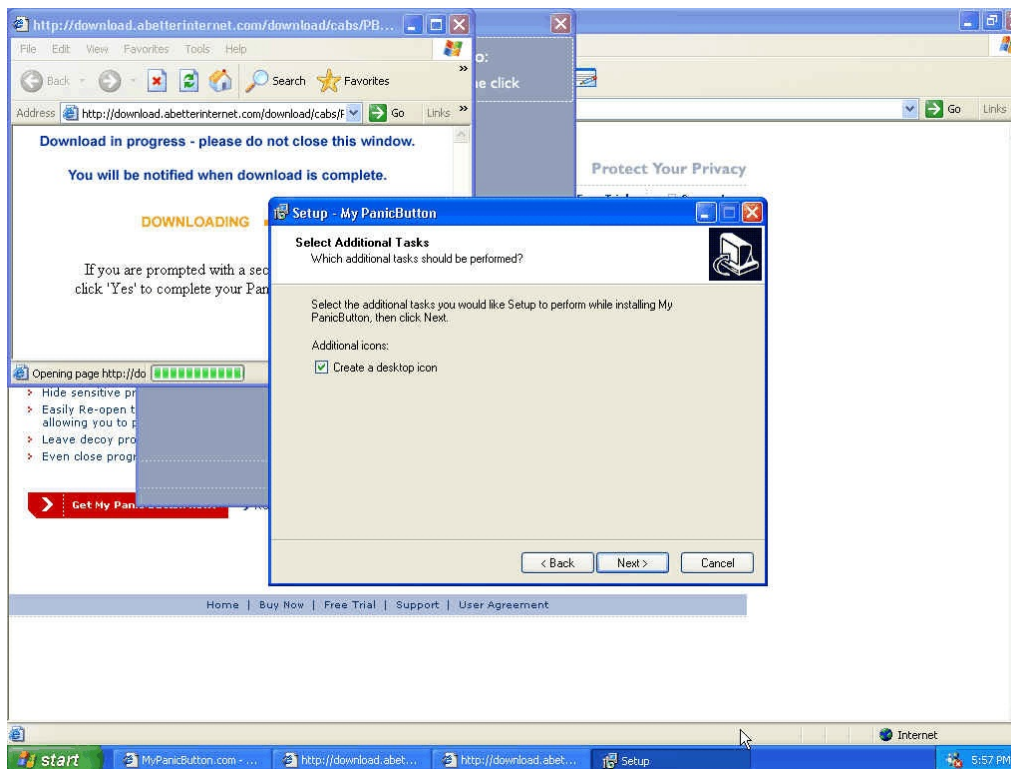 http://download.abetterinternet.com/download/cabs/PB...
File Edit View Favorites Tools Help
Back Search Favorites »
Address http://download.abetterinternet.com/download/cabs/F Go Links »
Download in progress - please do not close this window.
You will be notified when download is complete.
DOWNLOADING
If you are prompted with a sec
click 'Yes' to complete your Pan
Opening page http://do
o:
e click
Go Links
Protect Your Privacy
Setup - My PanicButton
Select Additional Tasks
Which additional tasks should be performed?
Select the additional tasks you would like Setup to perform while installing My
PanicButton, then click Next.
Additional icons:
Create a desktop icon
< Back Next > Cancel
Hide sensitive pr
Easily Re-open t
allowing you to p
Leave decoy pro
Even close progr
Get My Pan
Home | Buy Now | Free Trial | Support | User Agreement
Internet
start MyPanicButton.com - ... http://download.abet... http://download.abet... Setup 5:57 PM